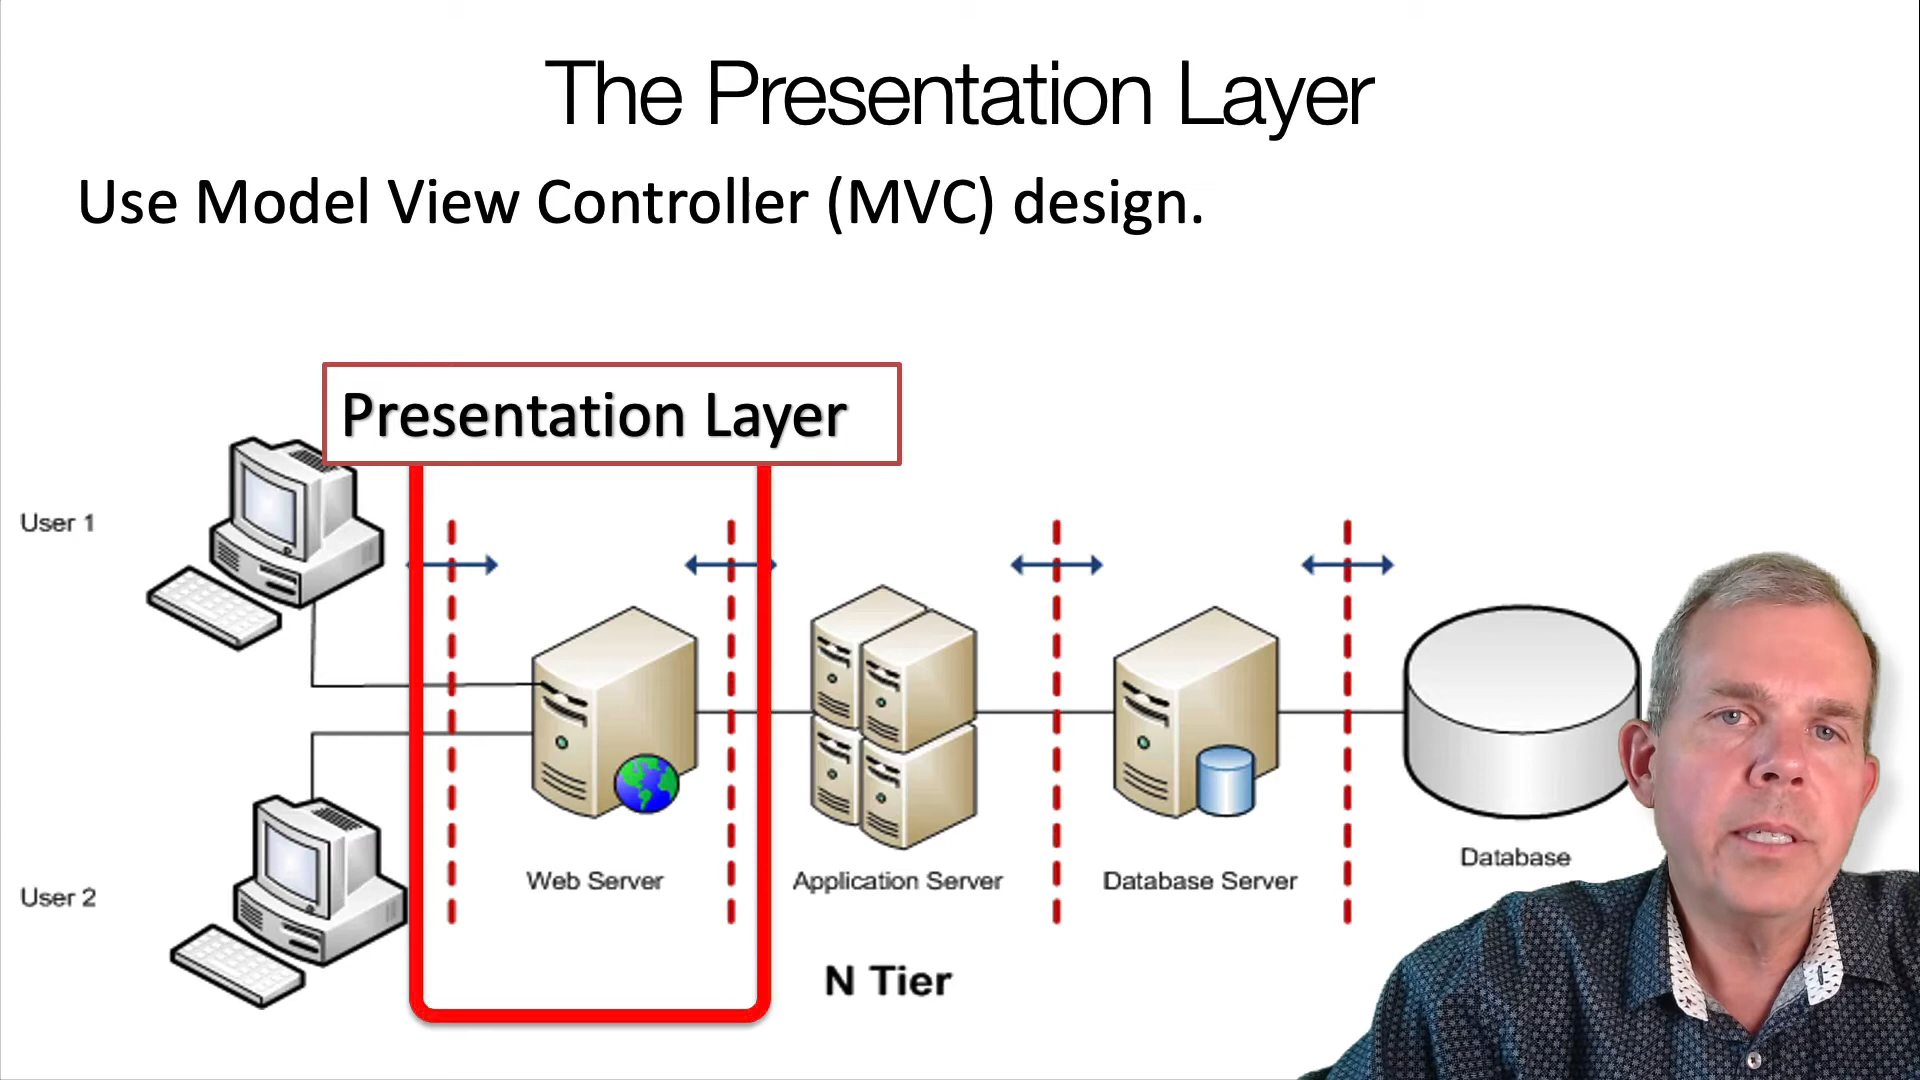 The Presentation Layer
Use Model View Controller (MVC) design.
Presentation Layer
User 1
Web Server
Application Server
Database Server
Database
User 2
N Tier